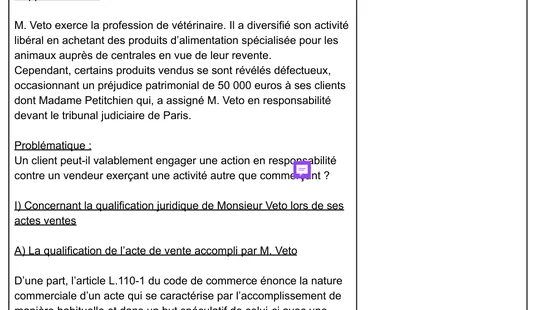 M. Veto exerce la profession de vétérinaire. Il a diversifié son activité
libéral en achetant des produits d’alimentation spécialisée pour les
animaux auprès de centrales en vue de leur revente.
Cependant, certains produits vendus se sont révélés défectueux,
occasionnant un préjudice patrimonial de 50 000 euros à ses clients
dont Madame Petitchien qui, a assigné M. Veto en responsabilité
devant le tribunal judiciaire de Paris.
Problématique :
Un client peut-il valablement engager une action en responsabilité
contre un vendeur exerçant une activité autre que commerçant ?
I) Concernant la qualification juridique de Monsieur Veto lors de ses
actes ventes
A) La qualification de l’acte de vente accompli par M. Veto
D’une part, l’article L.110-1 du code de commerce énonce la nature
commerciale d’un acte qui se caractérise par l’accomplissement de